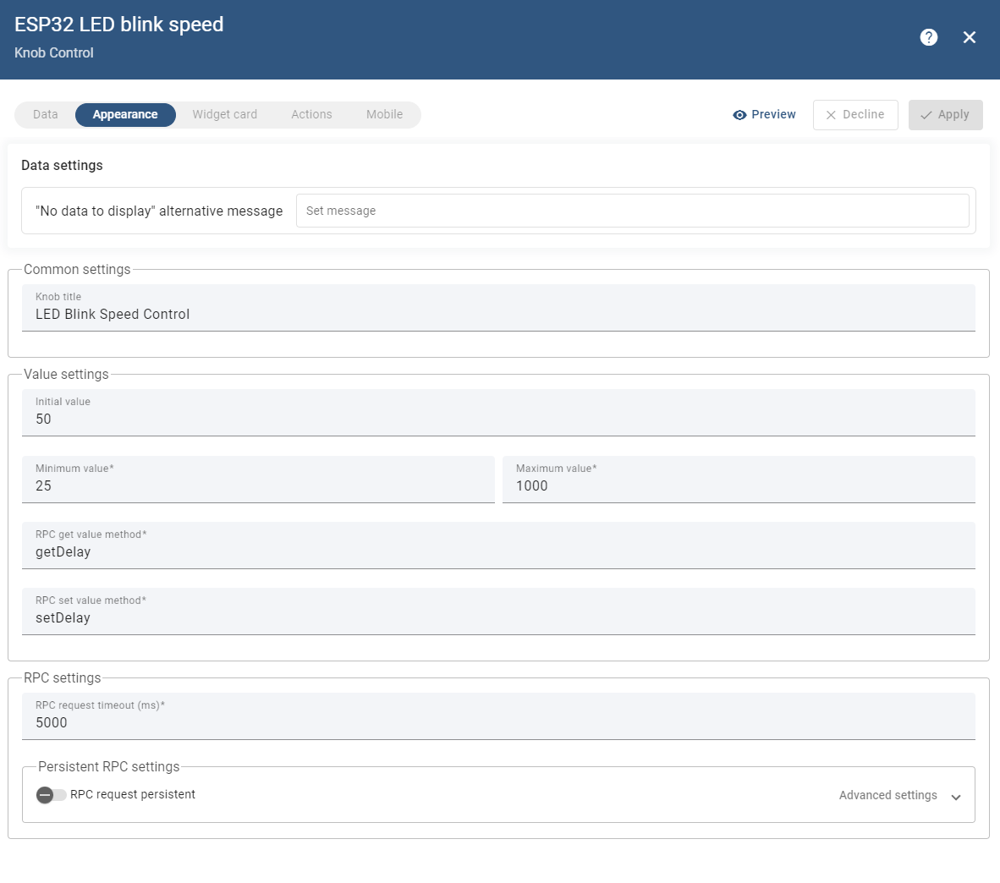 ESP32 LED blink speed
Knob Control
?
Data Appearance Widget card Actions Mobile Preview Decline Apply
Data settings
"No data to display" alternative message Set message
Common settings
Knob title
LED Blink Speed Control
Value settings
Initial value
50
Minimum value* Maximum value*
25 1000
RPC get value method*
getDelay
RPC set value method*
setDelay
RPC settings
RPC request timeout (ms)*
5000
Persistent RPC settings
RPC request persistent Advanced settings